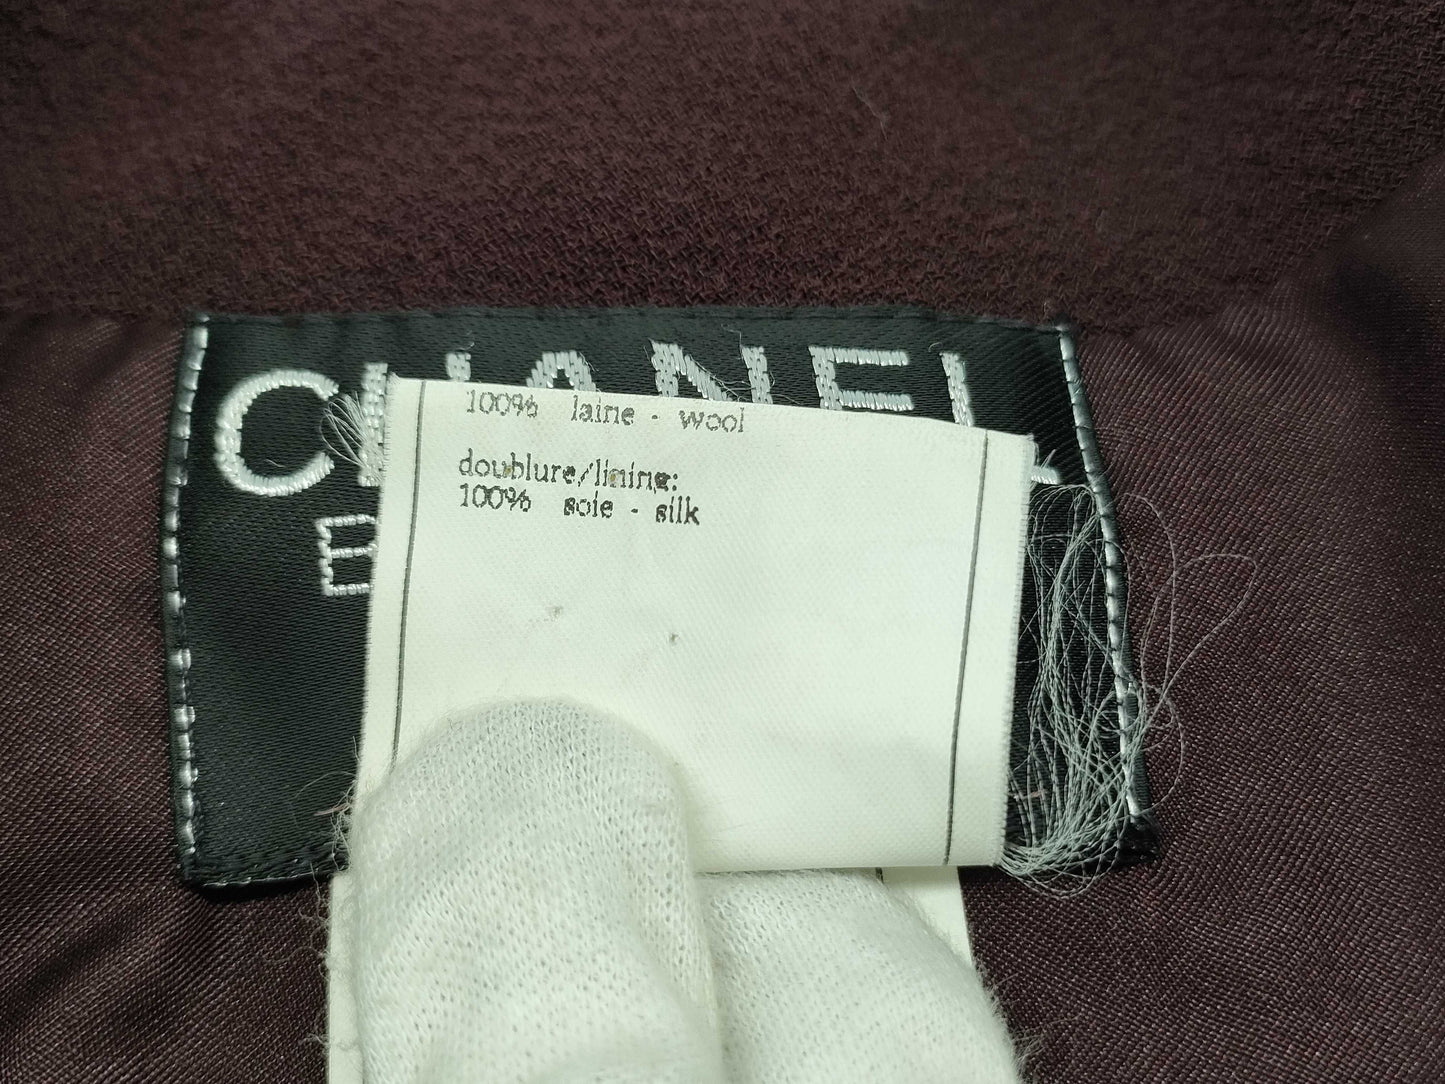 CHANEL
B
100% laine - wool
doublure/lining:
100% soie - silk